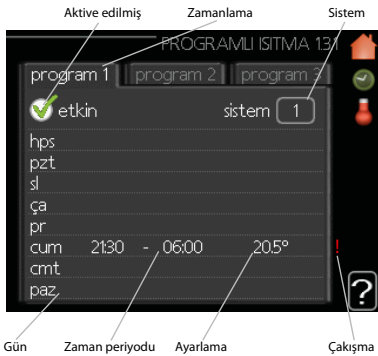 Aktive edilmiş Zamanlama Sistem
PROGRAMLI ISITMA 1.3.1
program 1 program 2 program 3
etkin sistem 1
hps
pzt
sl
ça
pr
cum 21:30 - 06:00 20.5°
cmt
paz
!
?
Gün Zaman periyodu Ayarlama Çakışma